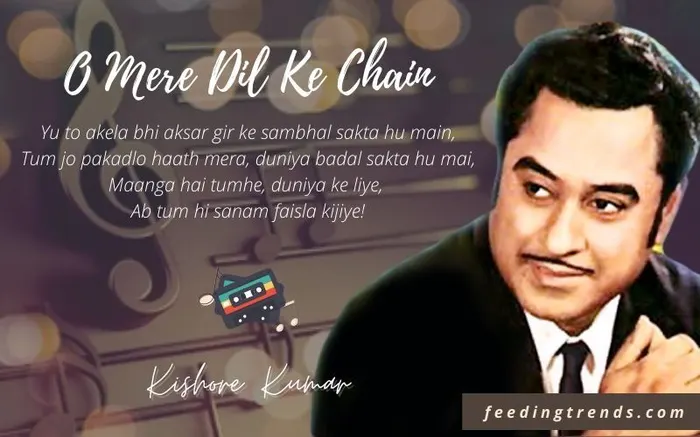 O Mere Dil Ke Chain
Yu to akela bhi aksar gir ke sambhal sakta hu main,
Tum jo pakadlo haath mera, duniya badal sakta hu mai,
Maanga hai tumhe, duniya ke liye,
Ab tum hi sanam faisla kijiye!
Kishore Kumar
feedingtrends.com